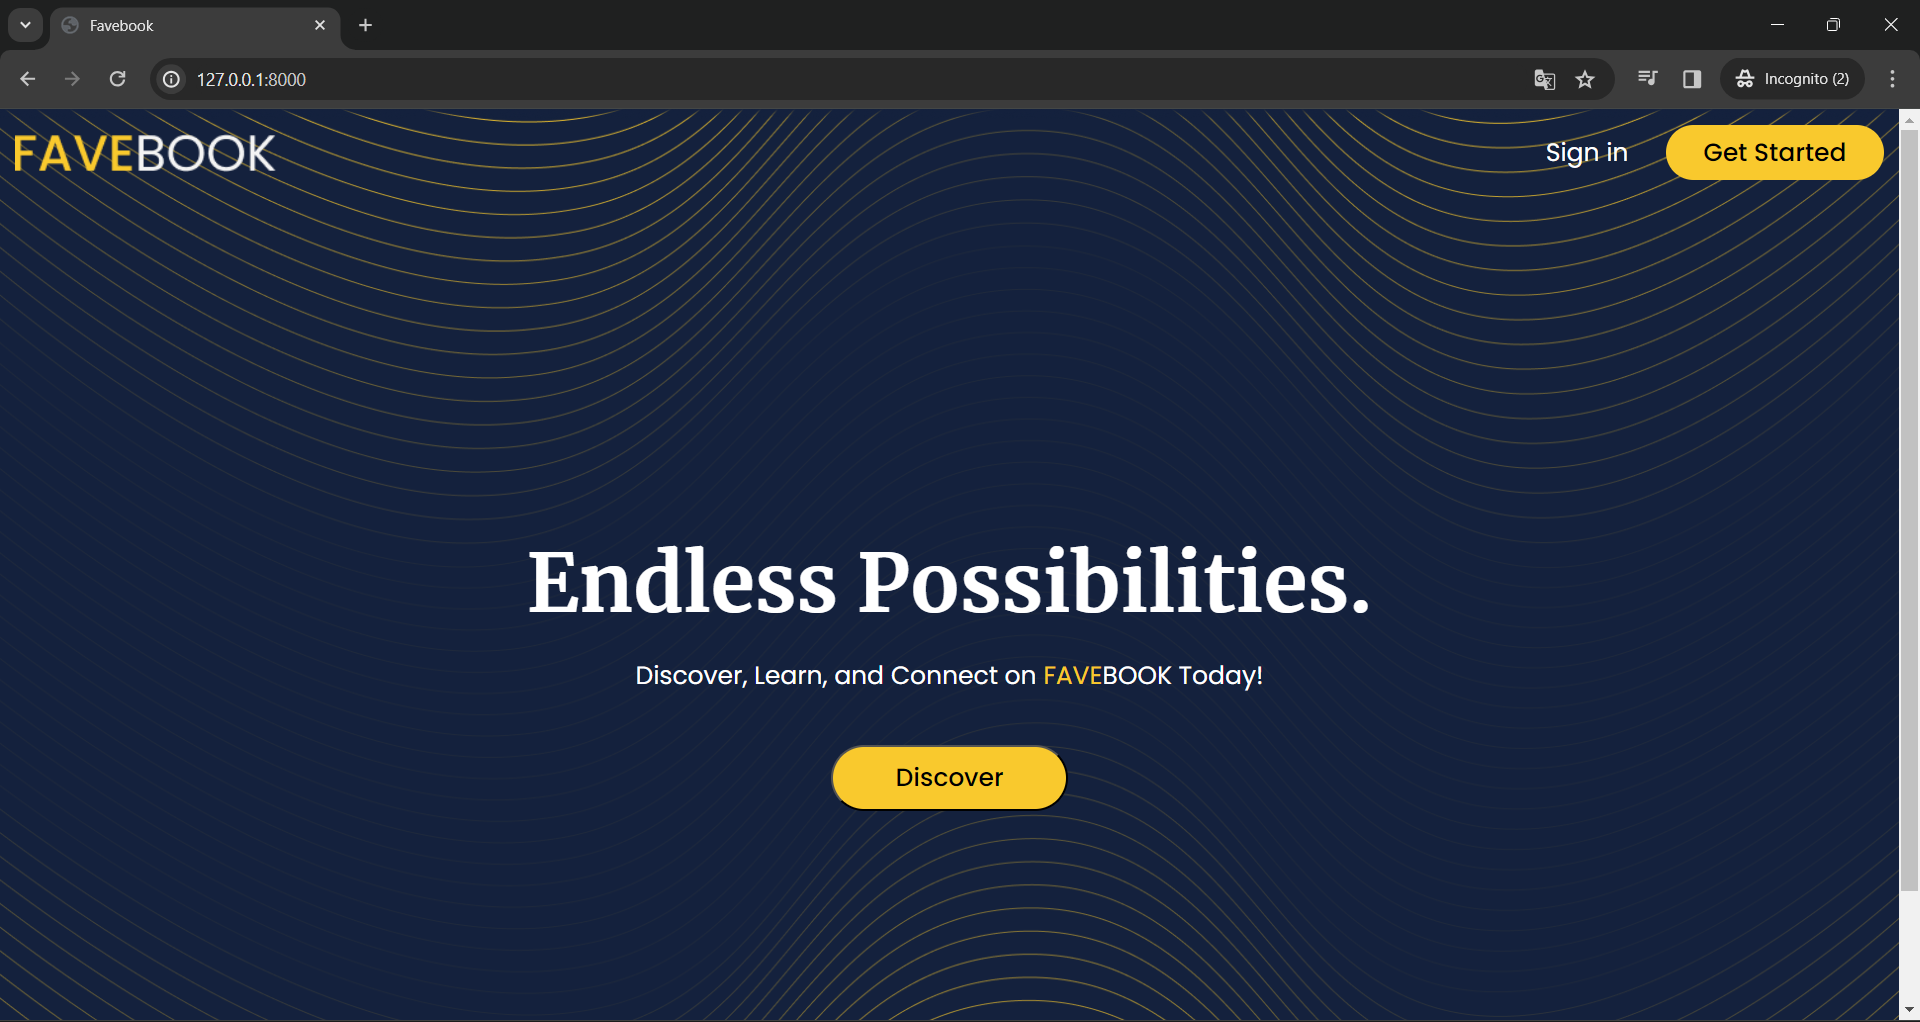 Favebook
127.0.0.1:8000
Incognito (2)
FAVEBOOK
Sign in
Get Started
Endless Possibilities.
Discover, Learn, and Connect on FAVEBOOK Today!
Discover